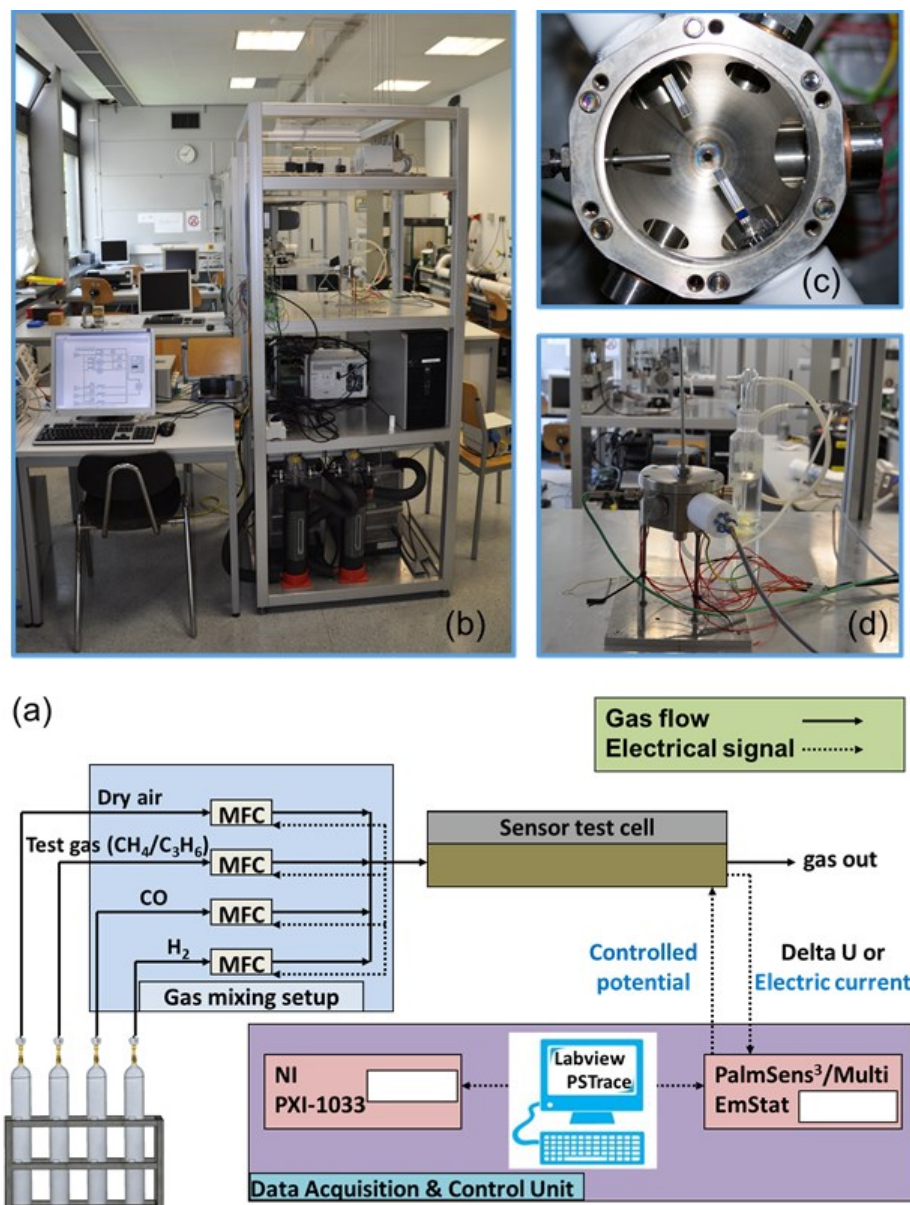 (c)
(b)
(d)
(a)
Gas flow
Electrical signal
Dry air
MFC
Test gas (CH₄/C₃H₆)
MFC
CO
MFC
H₂
MFC
Gas mixing setup
Sensor test cell
gas out
Controlled
potential
Delta U or
Electric current
NI
PXI-1033
Labview
PSTrace
PalmSens³/Multi
EmStat
Data Acquisition & Control Unit